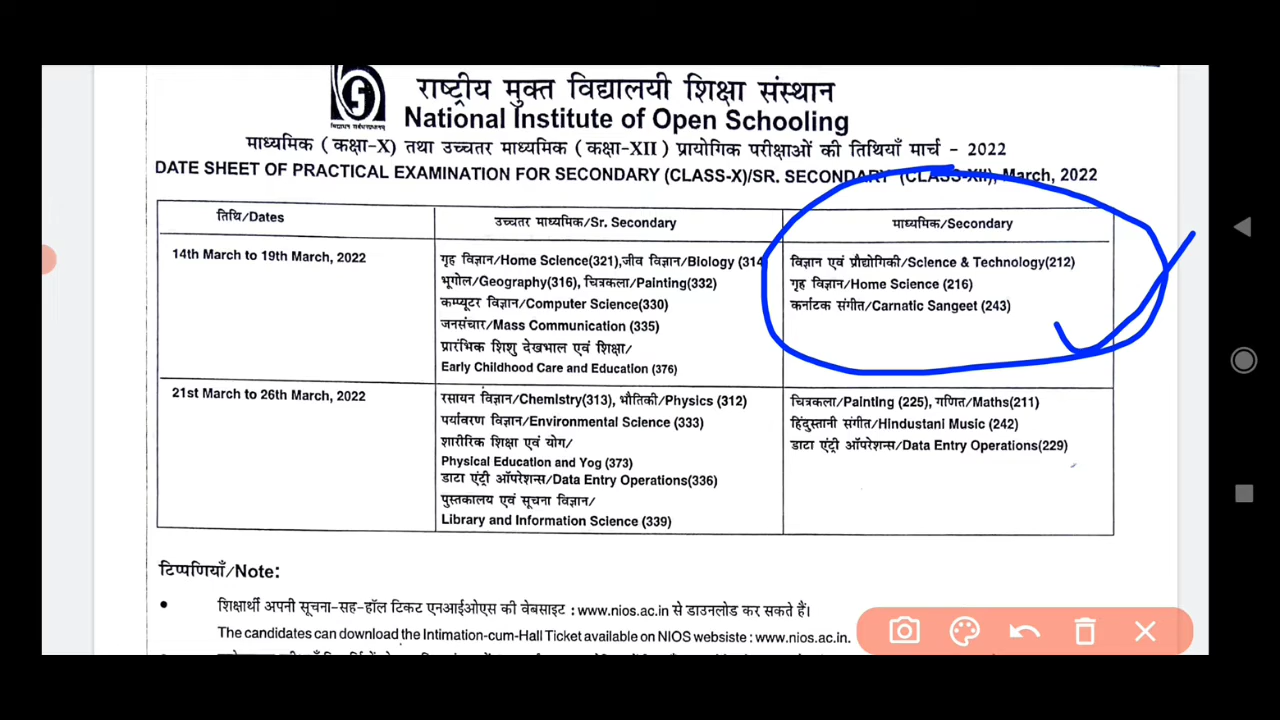 राष्ट्रीय मुक्त विद्यालयी शिक्षा संस्थान
National Institute of Open Schooling
माध्यमिक (कक्षा-X) तथा उच्चतर माध्यमिक (कक्षा-XII) प्रायोगिक परीक्षाओं की तिथियाँ मार्च - 2022
DATE SHEET OF PRACTICAL EXAMINATION FOR SECONDARY (CLASS-X)/SR. SECONDARY (CLASS-XII), March, 2022
तिथि/Dates
उच्चतर माध्यमिक/Sr. Secondary
माध्यमिक/Secondary
14th March to 19th March, 2022
गृह विज्ञान/Home Science(321),जीव विज्ञान/Biology (314
भूगोल/Geography(316), चित्रकला/Painting(332)
कम्प्यूटर विज्ञान/Computer Science(330)
जनसंचार/Mass Communication (335)
प्रारंभिक शिशु देखभाल एवं शिक्षा/
Early Childhood Care and Education (376)
विज्ञान एवं प्रौद्योगिकी/Science & Technology(212)
गृह विज्ञान/Home Science (216)
कर्नाटक संगीत/Carnatic Sangeet (243)
21st March to 26th March, 2022
रसायन विज्ञान/Chemistry(313), भौतिकी/Physics (312)
पर्यावरण विज्ञान/Environmental Science (333)
शारीरिक शिक्षा एवं योग/
Physical Education and Yog (373)
डाटा एंट्री ऑपरेशन्स/Data Entry Operations(336)
पुस्तकालय एवं सूचना विज्ञान/
Library and Information Science (339)
चित्रकला/Painting (225), गणित/Maths(211)
हिंदुस्तानी संगीत/Hindustani Music (242)
डाटा एंट्री ऑपरेशन्स/Data Entry Operations(229)
टिप्पणियाँ/Note:
• शिक्षार्थी अपनी सूचना-सह-हॉल टिकट एनआईओएस की वेबसाइट : www.nios.ac.in से डाउनलोड कर सकते हैं।
The candidates can download the Intimation-cum-Hall Ticket available on NIOS websiste : www.nios.ac.in.